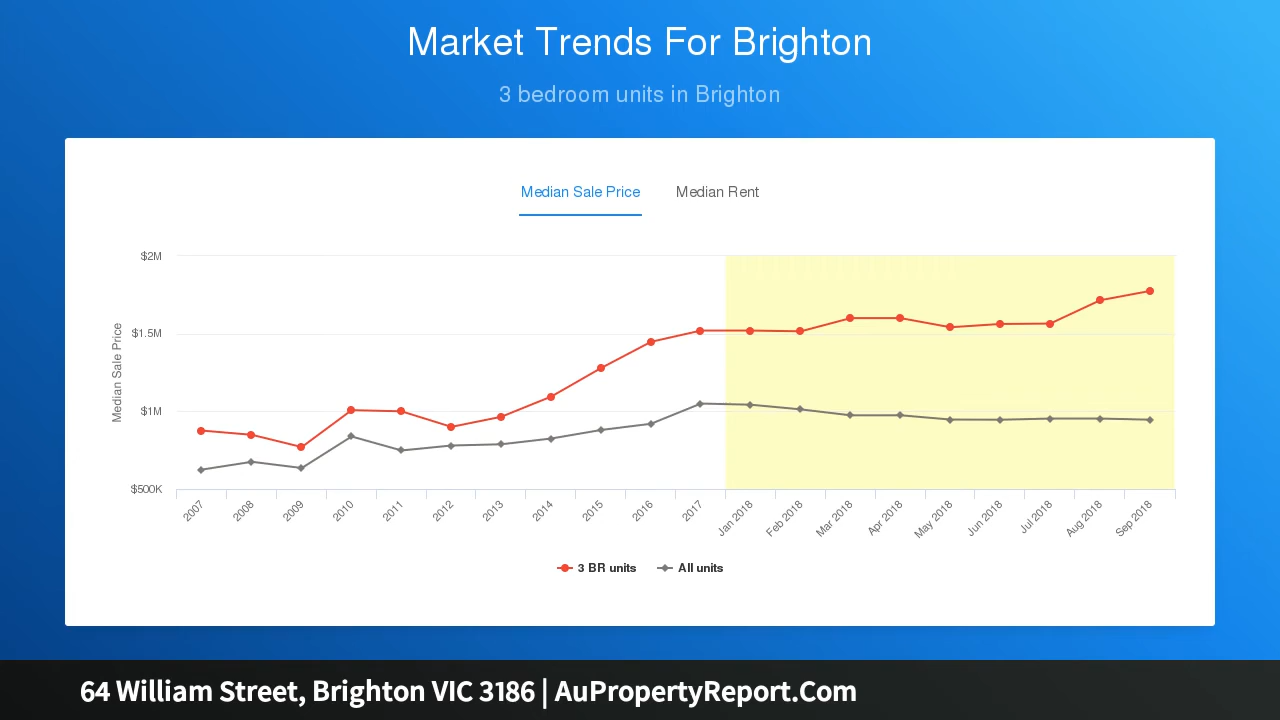 Market Trends For Brighton
3 bedroom units in Brighton
Median Sale Price
Median Rent
$2M
$1.5M
$1M
$500K
Median Sale Price
2007
2008
2009
2010
2011
2012
2013
2014
2015
2016
2017
Jan 2018
Feb 2018
Mar 2018
Apr 2018
May 2018
Jun 2018
Jul 2018
Aug 2018
Sep 2018
3 BR units
All units
64 William Street, Brighton VIC 3186 | AuPropertyReport.Com